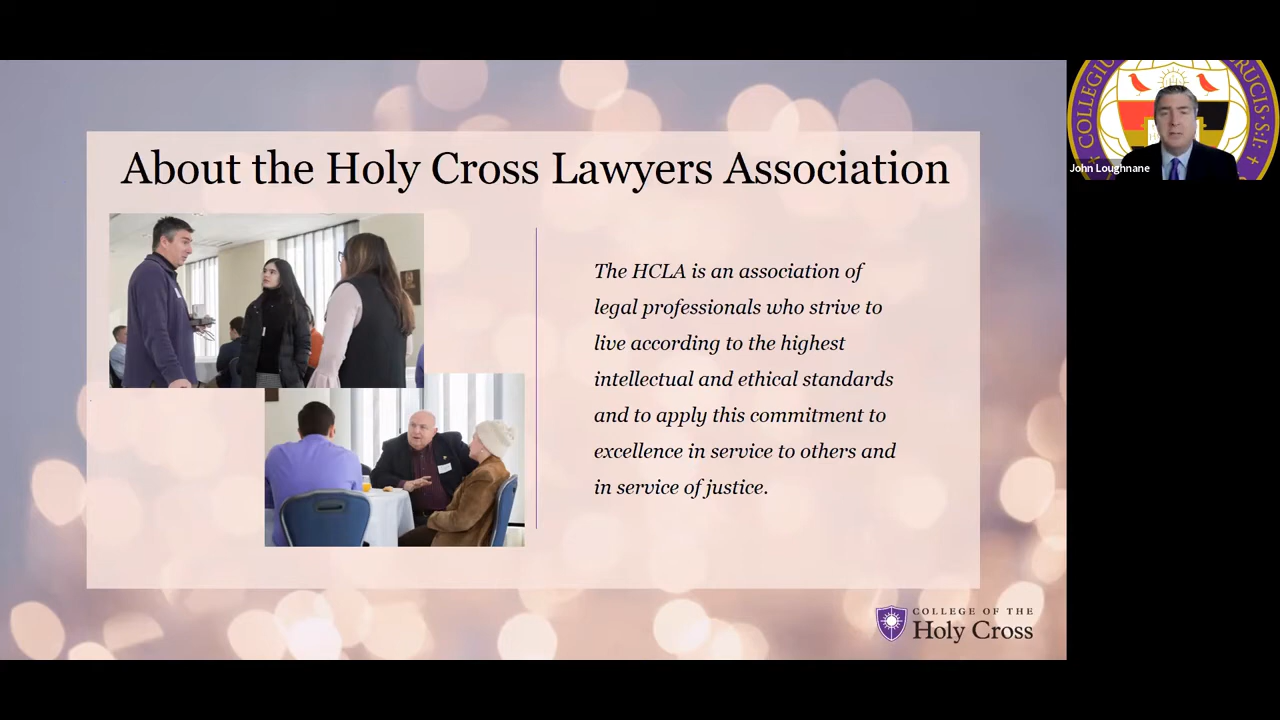 About the Holy Cross Lawyers Association
The HCLA is an association of
legal professionals who strive to
live according to the highest
intellectual and ethical standards
and to apply this commitment to
excellence in service to others and
in service of justice.
COLLEGE OF THE
Holy Cross
COLLEGIU
RUCIS·S:I:
John Loughnane